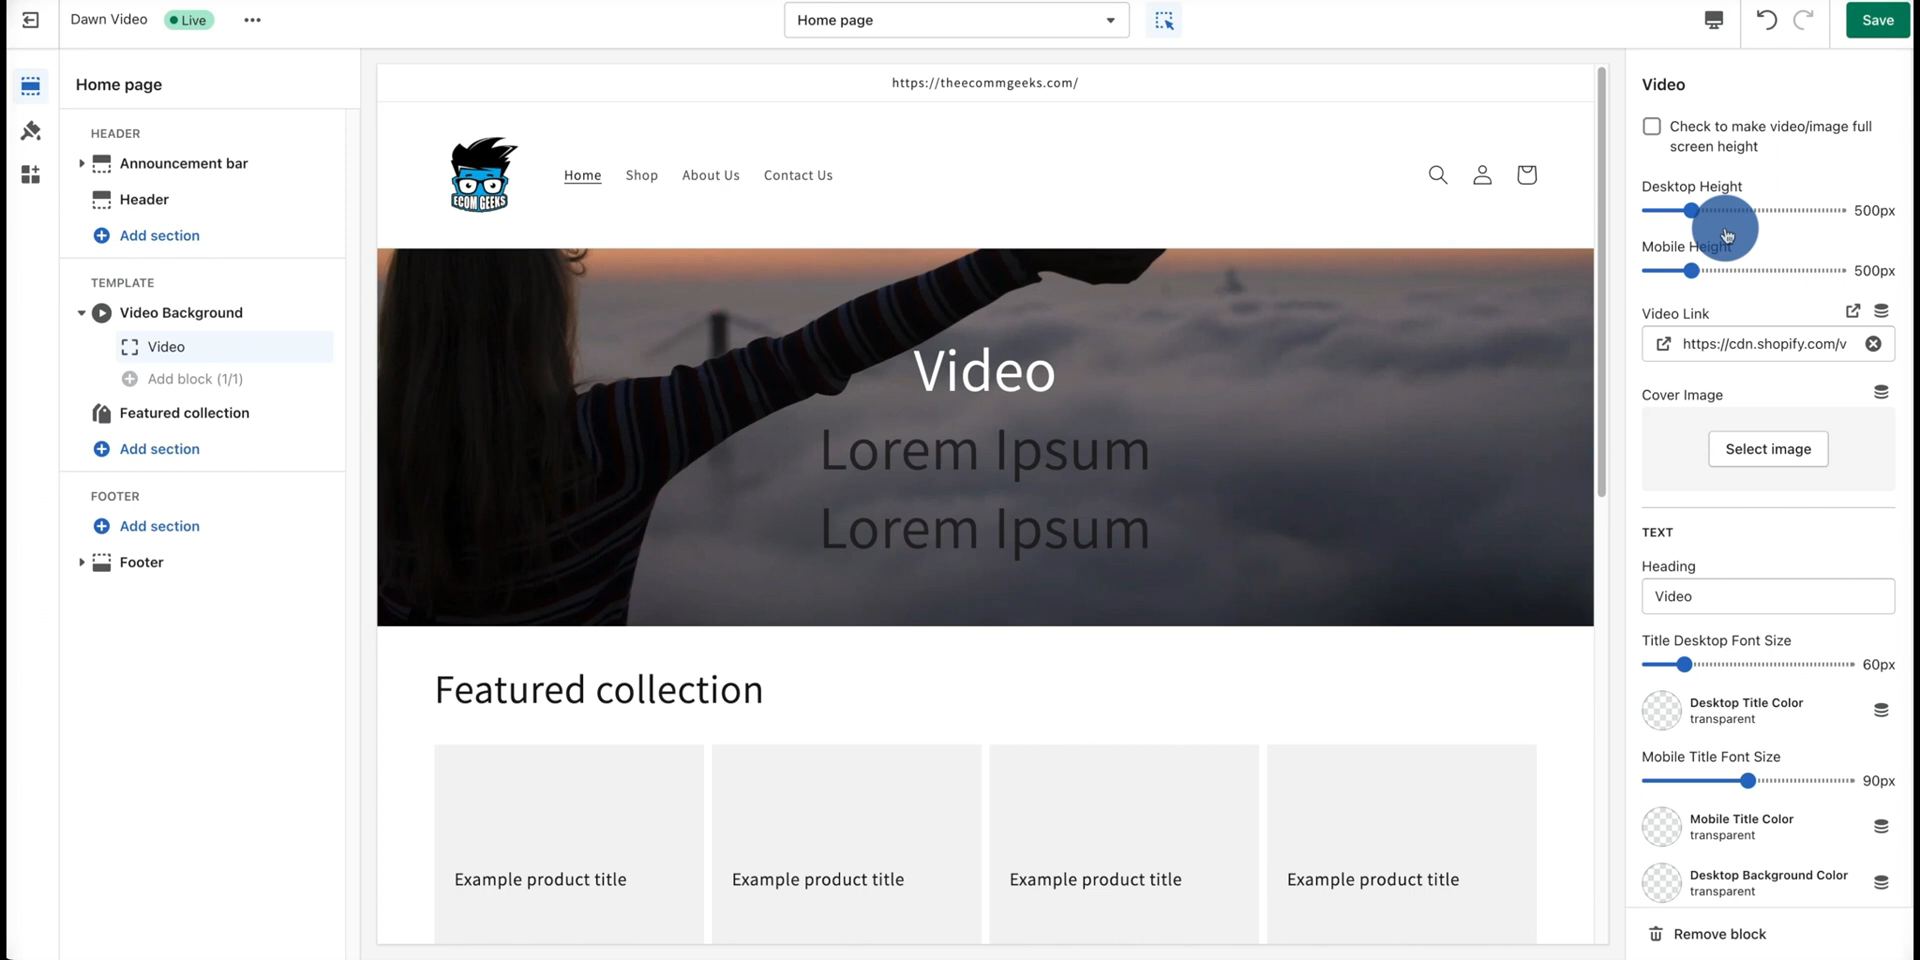 Dawn Video
Live
Home page
Save
Home page
HEADER
Announcement bar
Header
Add section
TEMPLATE
Video Background
Video
Add block (1/1)
Featured collection
Add section
FOOTER
Add section
Footer
https://theecommgeeks.com/
ECOM GEEKS
Home
Shop
About Us
Contact Us
Video
Lorem Ipsum
Lorem Ipsum
Featured collection
Example product title
Example product title
Example product title
Example product title
Video
Check to make video/image full
screen height
Desktop Height
500px
Mobile Height
500px
Video Link
https://cdn.shopify.com/v
Cover Image
Select image
TEXT
Heading
Video
Title Desktop Font Size
60px
Desktop Title Color
transparent
Mobile Title Font Size
90px
Mobile Title Color
transparent
Desktop Background Color
transparent
Remove block